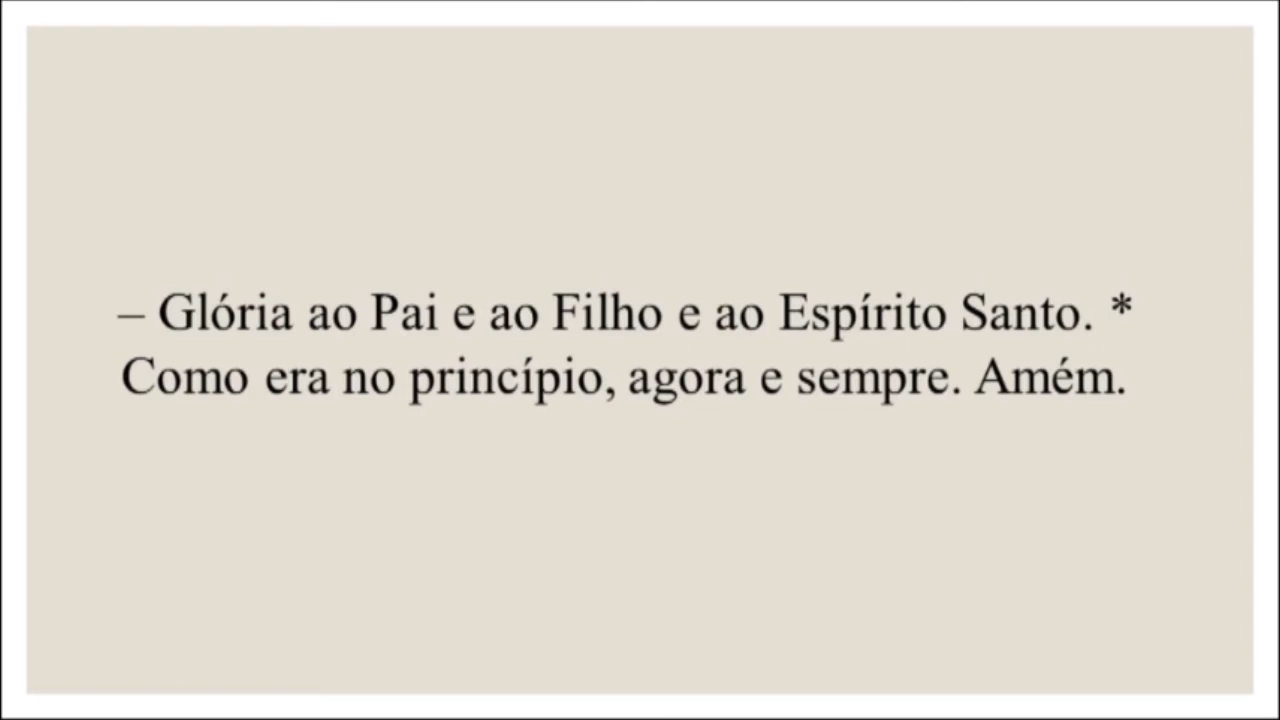 – Glória ao Pai e ao Filho e ao Espírito Santo. *
Como era no princípio, agora e sempre. Amém.